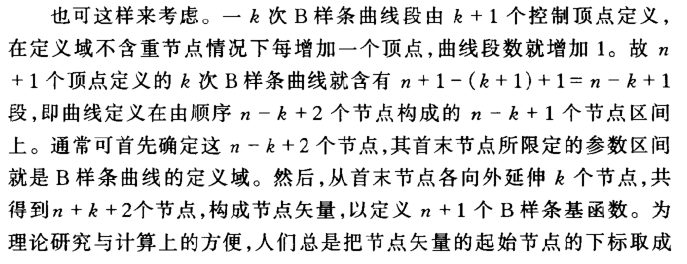 也可这样来考虑。一 k 次 B 样条曲线段由 k + 1 个控制顶点定义，
在定义域不含重节点情况下每增加一个顶点,曲线段数就增加 1。故 n
+ 1 个顶点定义的 k 次 B 样条曲线就含有 n + 1 − (k + 1) + 1 = n − k + 1
段,即曲线定义在由顺序 n − k + 2 个节点构成的 n − k + 1 个节点区间
上。通常可首先确定这 n − k + 2 个节点,其首末节点所限定的参数区间
就是 B 样条曲线的定义域。然后,从首末节点各向外延伸 k 个节点,共
得到n + k + 2个节点,构成节点矢量,以定义 n + 1 个 B 样条基函数。为
理论研究与计算上的方便,人们总是把节点矢量的起始节点的下标取成